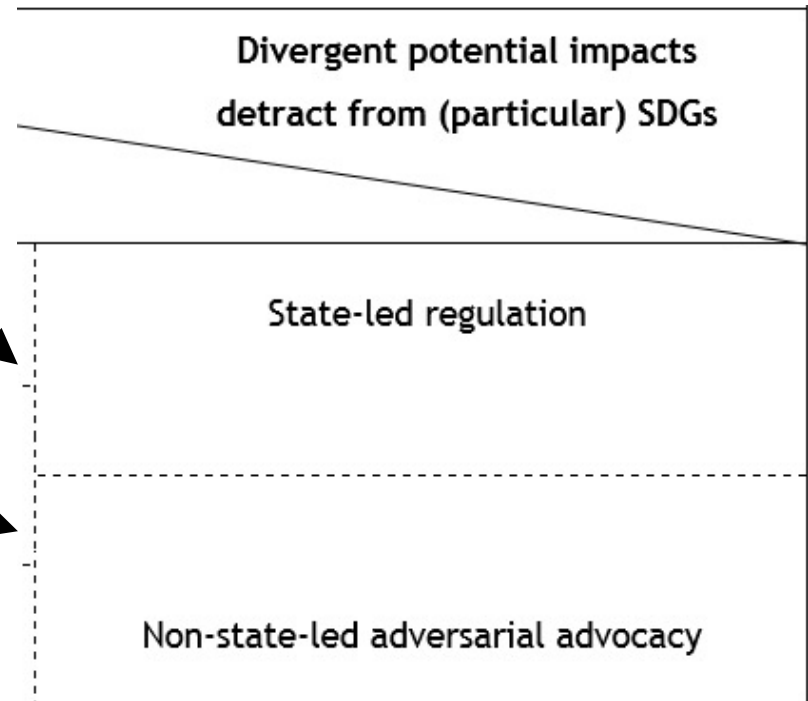 Divergent potential impacts
detract from (particular) SDGs
State-led regulation
Non-state-led adversarial advocacy